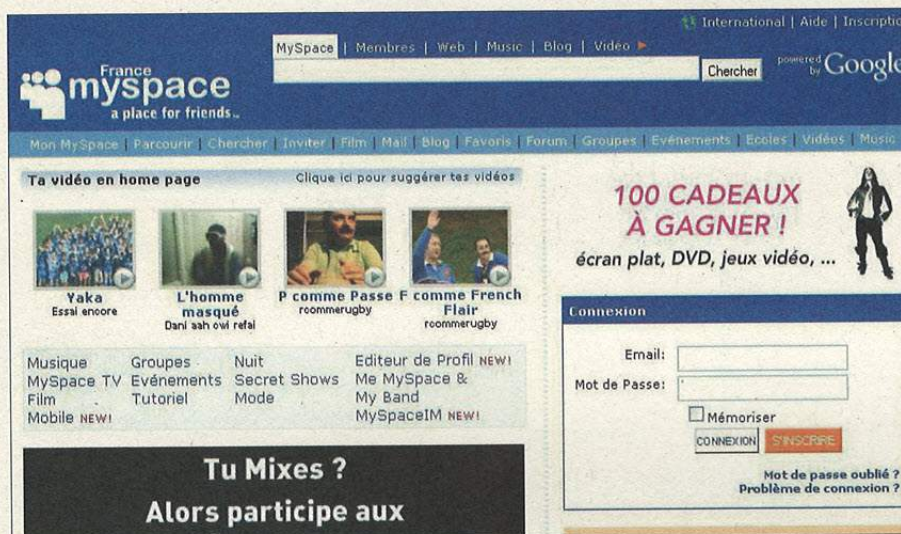 International | Aide | Inscriptio
MySpace | Membres | Web | Music | Blog | Vidéo
France
myspace
a place for friends
Chercher
powered by Google
Mon MySpace | Parcourir | Chercher | Inviter | Film | Mail | Blog | Favoris | Forum | Groupes | Evénements | Ecoles | Vidéos | Music
Ta vidéo en home page
Clique ici pour suggérer tes vidéos
Yaka
Essai encore
L'homme masqué
Dani aah owi refai
P comme Passe
rcommerugby
F comme French Flair
rcommerugby
Musique Groupes Nuit Editeur de Profil NEW!
MySpace TV Evénements Secret Shows Me MySpace &
Film Tutoriel Mode My Band
Mobile NEW! MySpaceIM NEW!
Tu Mixes ?
Alors participe aux
100 CADEAUX
À GAGNER !
écran plat, DVD, jeux vidéo, ...
Connexion
Email:
Mot de Passe:
Mémoriser
CONNEXION S'INSCRIRE
Mot de passe oublié ?
Problème de connexion ?